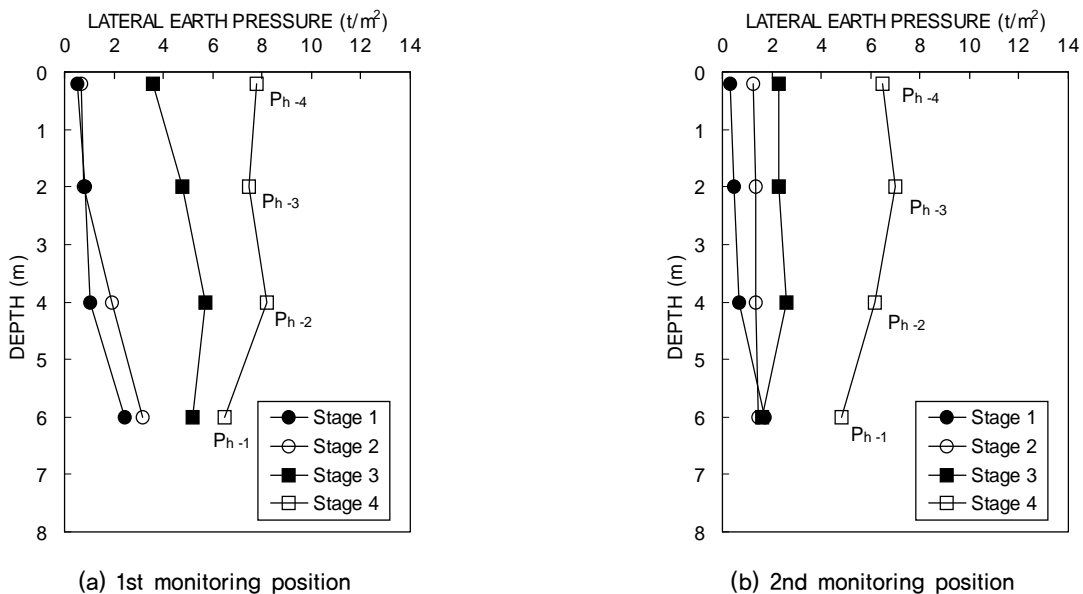 LATERAL EARTH PRESSURE (t/m²)
0 2 4 6 8 10 12 14
DEPTH (m)
0
1
2
3
4
5
6
7
8
Ph -4
Ph -3
Ph -2
Ph -1
Stage 1
Stage 2
Stage 3
Stage 4
(a) 1st monitoring position
LATERAL EARTH PRESSURE (t/m²)
0 2 4 6 8 10 12 14
DEPTH (m)
0
1
2
3
4
5
6
7
8
Ph -4
Ph -3
Ph -2
Ph -1
Stage 1
Stage 2
Stage 3
Stage 4
(b) 2nd monitoring position